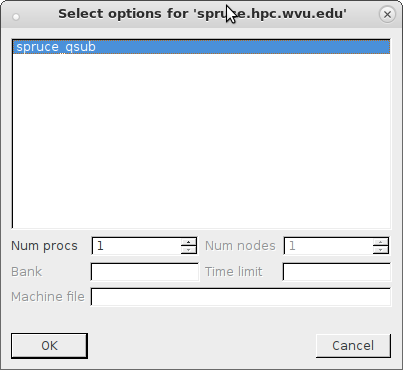 Select options for 'spruce.hpc.wvu.edu'
spruce_qsub
Num procs 1 Num nodes 1
Bank Time limit
Machine file
OK Cancel